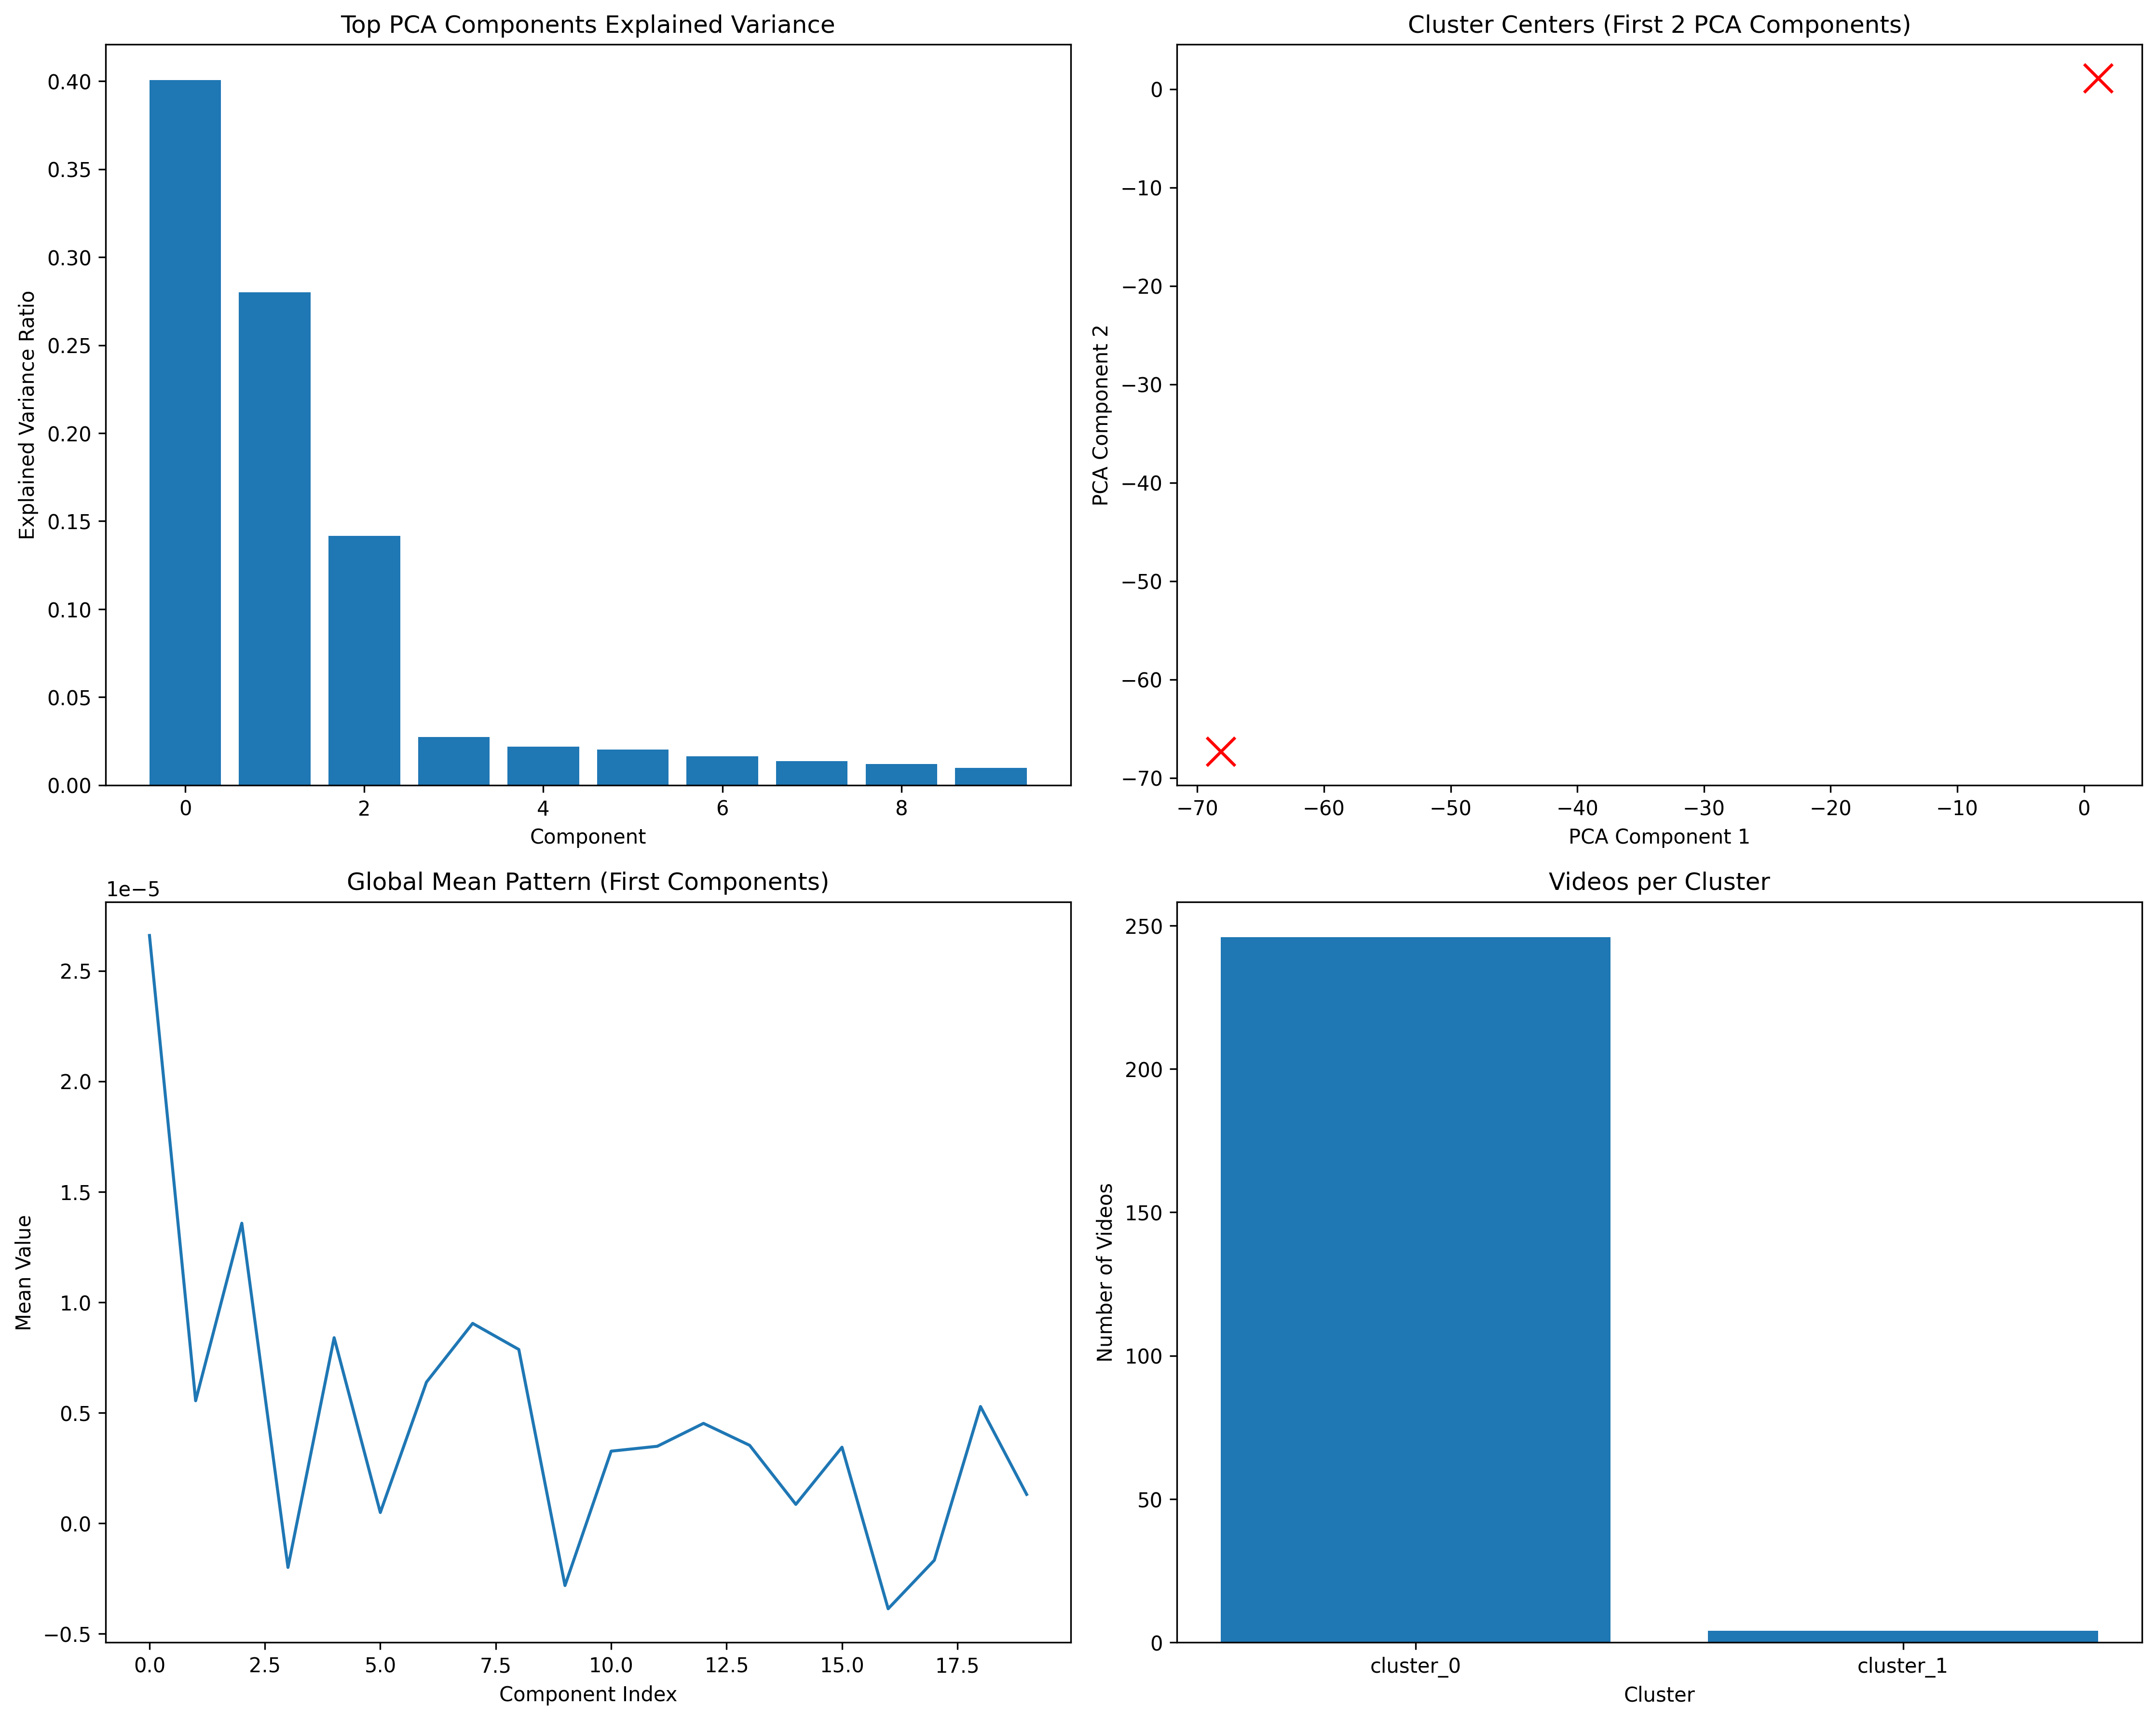 Top PCA Components Explained Variance
0.40
0.35
0.30
0.25
0.20
0.15
0.10
0.05
0.00
Explained Variance Ratio
0 2 4 6 8
Component
Cluster Centers (First 2 PCA Components)
0
−10
−20
−30
−40
−50
−60
−70
PCA Component 2
−70 −60 −50 −40 −30 −20 −10 0
PCA Component 1
Global Mean Pattern (First Components)
1e−5
2.5
2.0
1.5
1.0
0.5
0.0
−0.5
Mean Value
0.0 2.5 5.0 7.5 10.0 12.5 15.0 17.5
Component Index
Videos per Cluster
250
200
150
100
50
0
Number of Videos
cluster_0 cluster_1
Cluster